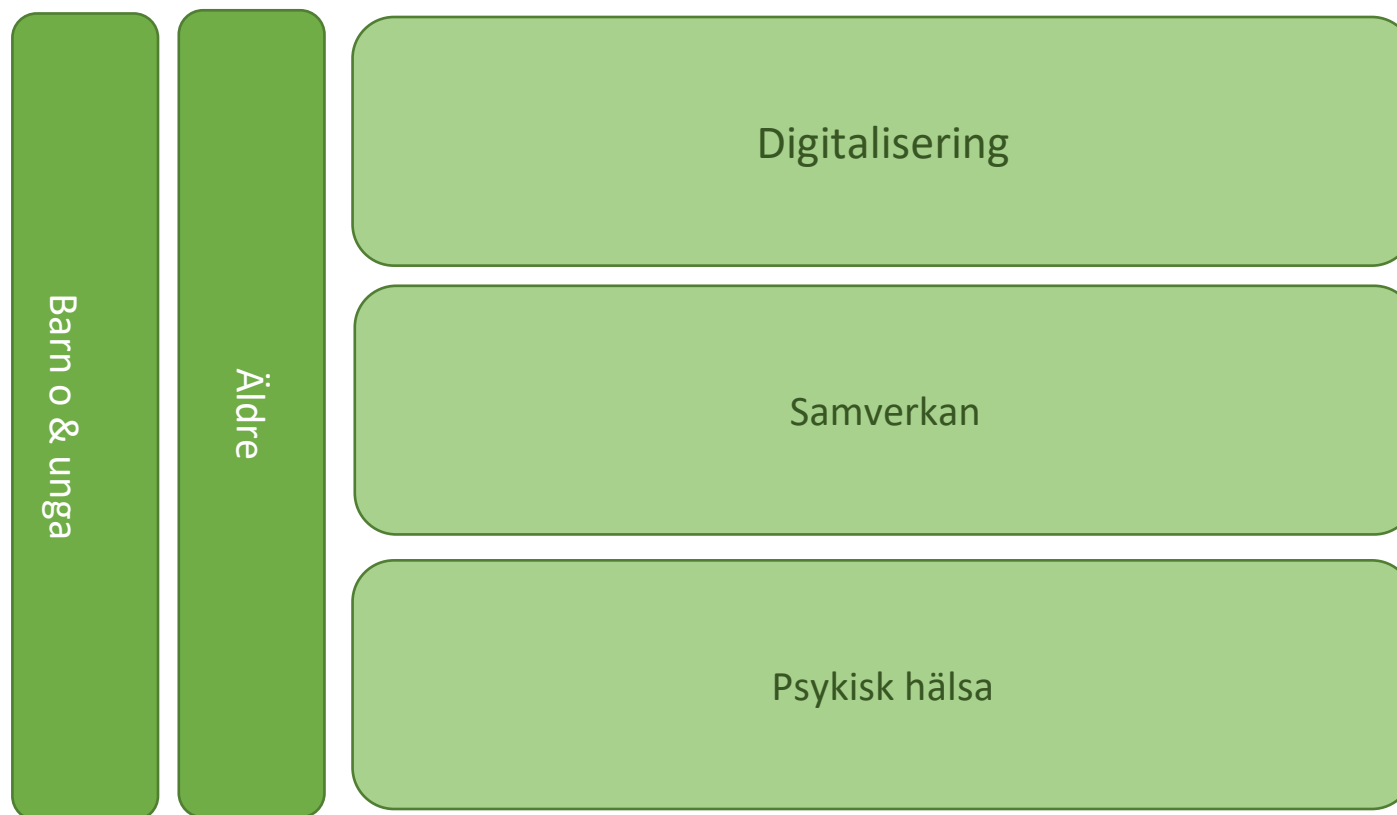 Barn o & unga
Äldre
Digitalisering
Samverkan
Psykisk hälsa